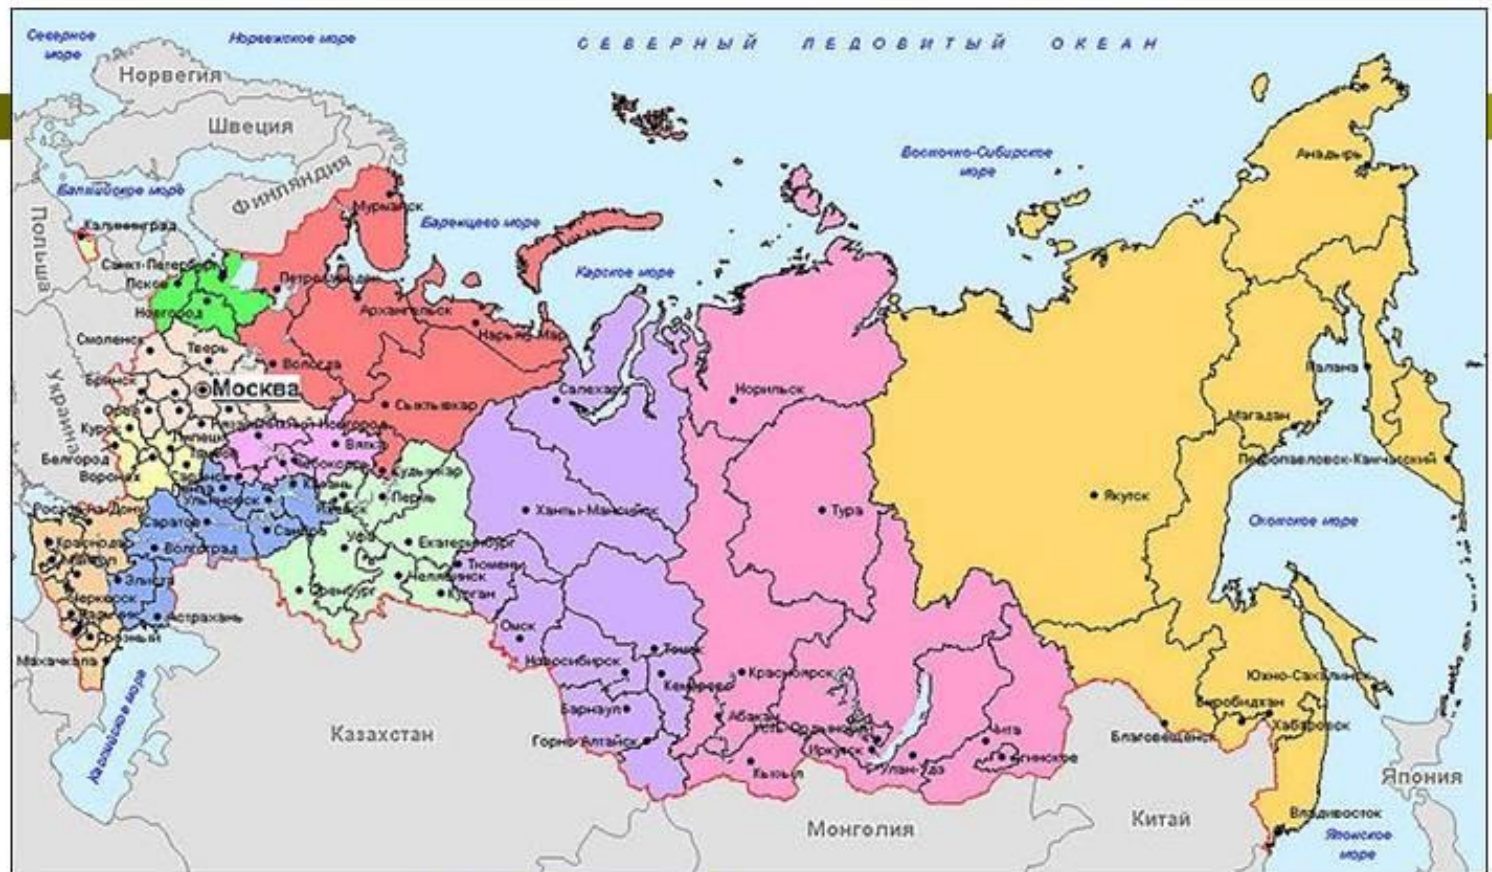 Северное
море
Норвежское море
СЕВЕРНЫЙ ЛЕДОВИТЫЙ ОКЕАН
Норвегия
Швеция
Финляндия
Восточно-Сибирское
море
Анадырь
Балтийское море
Мурманск
Баренцево море
Польша
Калининград
Санкт-Петербург
Карское море
Псков
Петрозаводск
Новгород
Архангельск
Нарьян-Мар
Смоленск
Тверь
Вологда
Палана
Брянск
Москва
Салехард
Норильск
Украина
Орел
Сыктывкар
Магадан
Курск
Липецк
Вятка
Белгород
Чебоксары
Кудымкар
Петропавловск-Камчатский
Воронеж
Казань
Пермь
Якутск
Ульяновск
Ижевск
Ростов-на-Дону
Ханты-Мансийск
Тура
Саратов
Самара
Охотское море
Краснодар
Волгоград
Уфа
Екатеринбург
Тюмень
Элиста
Челябинск
Оренбург
Курган
Черкесск
Астрахань
Грозный
Омск
Томск
Махачкала
Новосибирск
Кемерово
Красноярск
Южно-Сахалинск
Каспийское море
Барнаул
Абакан
Биробиджан
Хабаровск
Казахстан
Горно-Алтайск
Чита
Благовещенск
Иркутск
Улан-Удэ
Агинское
Кызыл
Япония
Монголия
Китай
Владивосток
Японское
море